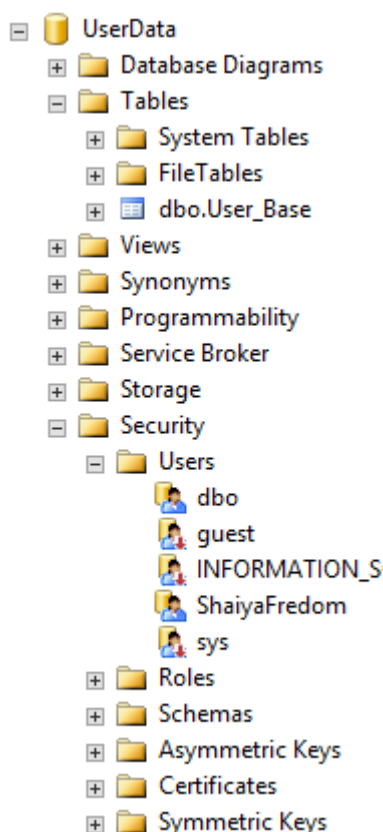 UserData
Database Diagrams
Tables
System Tables
FileTables
dbo.User_Base
Views
Synonyms
Programmability
Service Broker
Storage
Security
Users
dbo
guest
INFORMATION_S
ShaiyaFredom
sys
Roles
Schemas
Asymmetric Keys
Certificates
Symmetric Keys